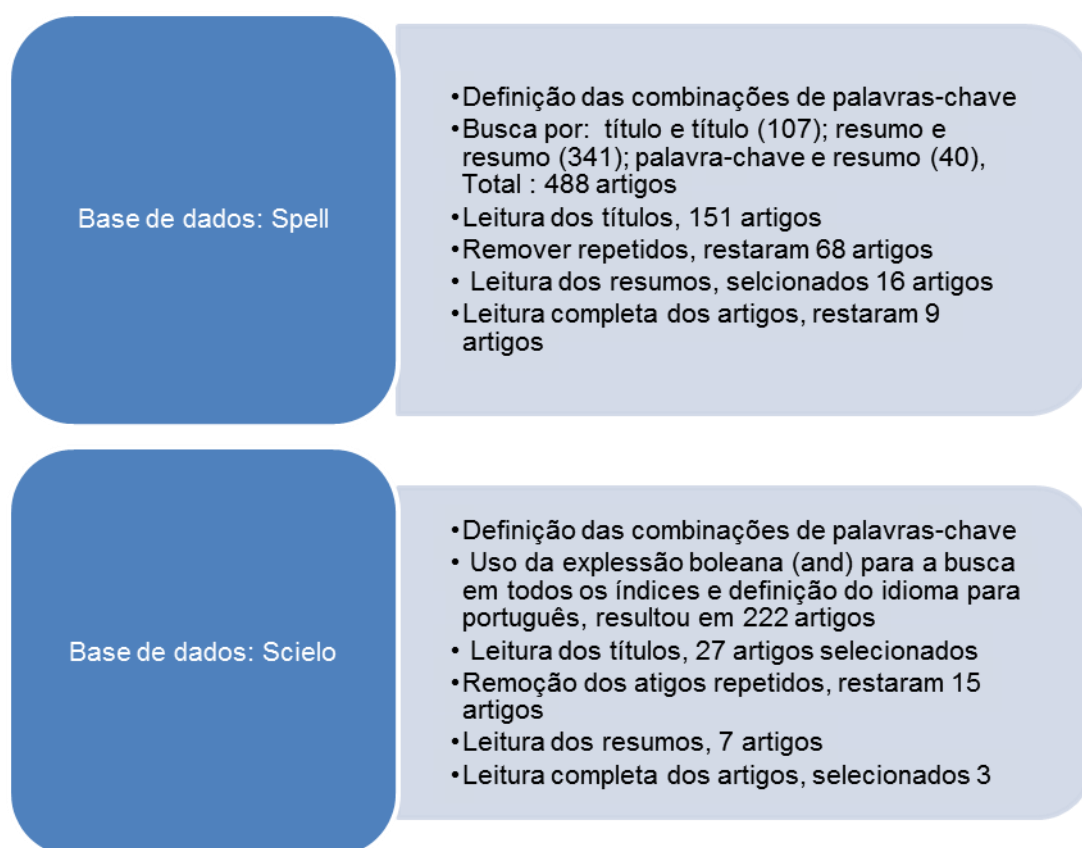 Base de dados: Spell
•Definição das combinações de palavras-chave
•Busca por: título e título (107); resumo e
resumo (341); palavra-chave e resumo (40),
Total : 488 artigos
•Leitura dos títulos, 151 artigos
•Remover repetidos, restaram 68 artigos
• Leitura dos resumos, selcionados 16 artigos
•Leitura completa dos artigos, restaram 9
artigos
Base de dados: Scielo
•Definição das combinações de palavras-chave
• Uso da explessão boleana (and) para a busca
em todos os índices e definição do idioma para
português, resultou em 222 artigos
• Leitura dos títulos, 27 artigos selecionados
•Remoção dos atigos repetidos, restaram 15
artigos
•Leitura dos resumos, 7 artigos
•Leitura completa dos artigos, selecionados 3